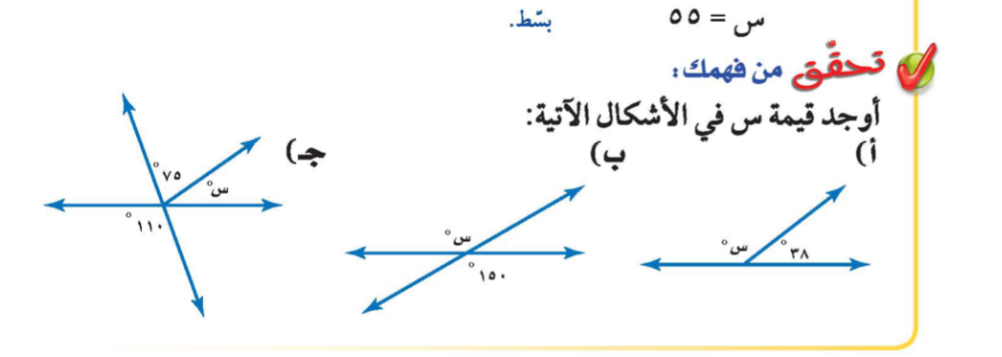 س = ٥٥ بسّط.
تحقّق من فهمك:
أوجد قيمة س في الأشكال الآتية:
أ) ب) جـ)
س° ٣٨°
س° ١٥٠°
٧٥° س° ١١٠°